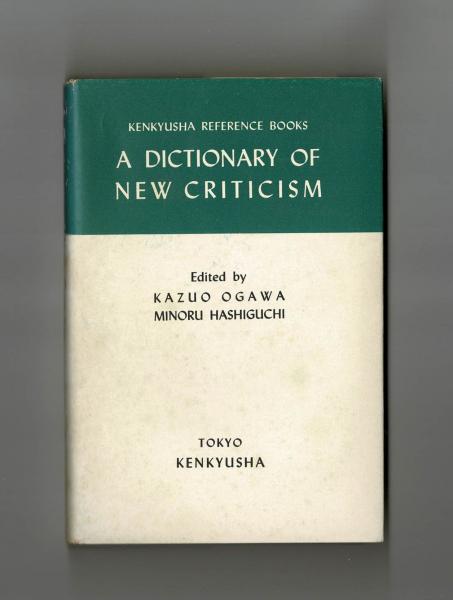 KENKYUSHA REFERENCE BOOKS
A DICTIONARY OF
NEW CRITICISM
Edited by
KAZUO OGAWA
MINORU HASHIGUCHI
TOKYO
KENKYUSHA